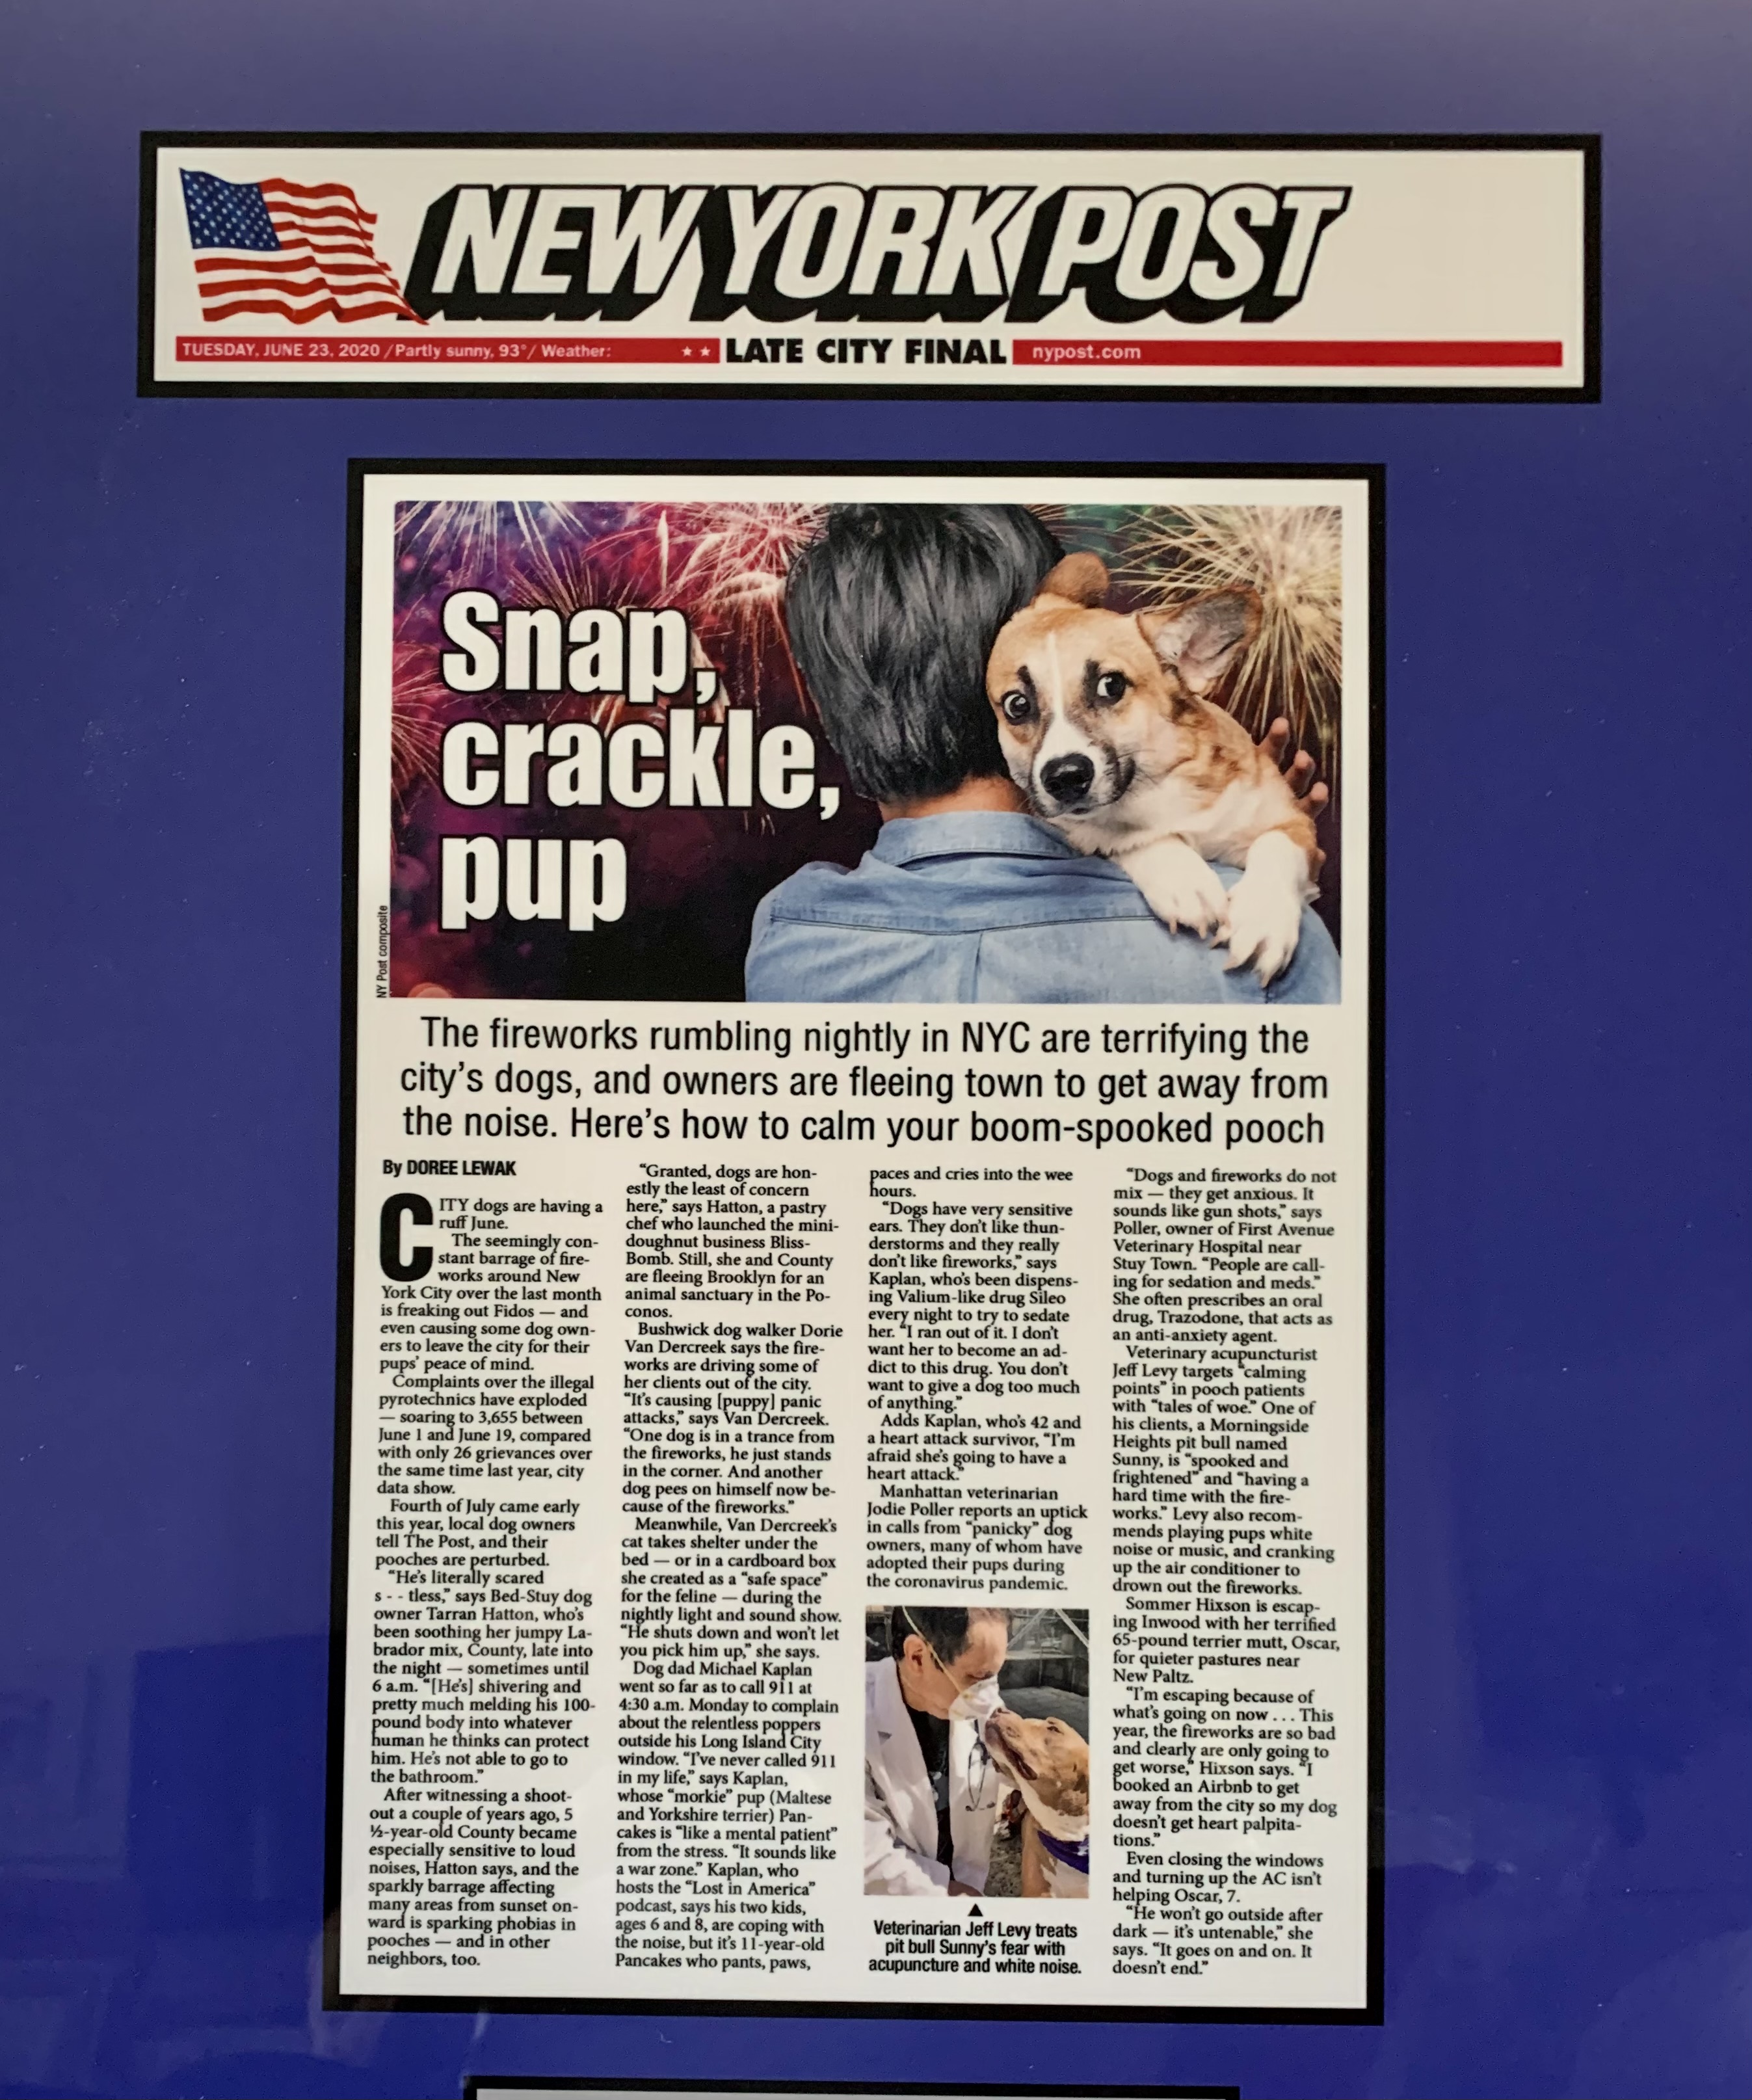 NEW YORK POST
TUESDAY, JUNE 23, 2020 / Partly sunny, 93°/ Weather:
★ ★ LATE CITY FINAL
nypost.com
Snap,
crackle,
pup
NY Post composite
The fireworks rumbling nightly in NYC are terrifying the
city's dogs, and owners are fleeing town to get away from
the noise. Here's how to calm your boom-spooked pooch
By DOREE LEWAK
CITY dogs are having a
ruff June.
The seemingly con-
stant barrage of fire-
works around New
York City over the last month
is freaking out Fidos — and
even causing some dog own-
ers to leave the city for their
pups' peace of mind.
Complaints over the illegal
pyrotechnics have exploded
— soaring to 3,655 between
June 1 and June 19, compared
with only 26 grievances over
the same time last year, city
data show.
Fourth of July came early
this year, local dog owners
tell The Post, and their
pooches are perturbed.
"He's literally scared
s - - tless," says Bed-Stuy dog
owner Tarran Hatton, who's
been soothing her jumpy La-
brador mix, County, late into
the night — sometimes until
6 a.m. "[He's] shivering and
pretty much melding his 100-
pound body into whatever
human he thinks can protect
him. He's not able to go to
the bathroom."
After witnessing a shoot-
out a couple of years ago, 5
½-year-old County became
especially sensitive to loud
noises, Hatton says, and the
sparkly barrage affecting
many areas from sunset on-
ward is sparking phobias in
pooches — and in other
neighbors, too.
"Granted, dogs are hon-
estly the least of concern
here," says Hatton, a pastry
chef who launched the mini-
doughnut business Bliss-
Bomb. Still, she and County
are fleeing Brooklyn for an
animal sanctuary in the Po-
conos.
Bushwick dog walker Dorie
Van Dercreek says the fire-
works are driving some of
her clients out of the city.
"It's causing [puppy] panic
attacks," says Van Dercreek.
"One dog is in a trance from
the fireworks, he just stands
in the corner. And another
dog pees on himself now be-
cause of the fireworks."
Meanwhile, Van Dercreek's
cat takes shelter under the
bed — or in a cardboard box
she created as a "safe space"
for the feline — during the
nightly light and sound show.
"He shuts down and won't let
you pick him up," she says.
Dog dad Michael Kaplan
went so far as to call 911 at
4:30 a.m. Monday to complain
about the relentless poppers
outside his Long Island City
window. "I've never called 911
in my life," says Kaplan,
whose "morkie" pup (Maltese
and Yorkshire terrier) Pan-
cakes is "like a mental patient"
from the stress. "It sounds like
a war zone." Kaplan, who
hosts the "Lost in America"
podcast, says his two kids,
ages 6 and 8, are coping with
the noise, but it's 11-year-old
Pancakes who pants, paws,
paces and cries into the wee
hours.
"Dogs have very sensitive
ears. They don't like thun-
derstorms and they really
don't like fireworks," says
Kaplan, who's been dispens-
ing Valium-like drug Sileo
every night to try to sedate
her. "I ran out of it. I don't
want her to become an ad-
dict to this drug. You don't
want to give a dog too much
of anything."
Adds Kaplan, who's 42 and
a heart attack survivor, "I'm
afraid she's going to have a
heart attack."
Manhattan veterinarian
Jodie Poller reports an uptick
in calls from "panicky" dog
owners, many of whom have
adopted their pups during
the coronavirus pandemic.
▲
Veterinarian Jeff Levy treats
pit bull Sunny's fear with
acupuncture and white noise.
"Dogs and fireworks do not
mix — they get anxious. It
sounds like gun shots," says
Poller, owner of First Avenue
Veterinary Hospital near
Stuy Town. "People are call-
ing for sedation and meds."
She often prescribes an oral
drug, Trazodone, that acts as
an anti-anxiety agent.
Veterinary acupuncturist
Jeff Levy targets "calming
points" in pooch patients
with "tales of woe." One of
his clients, a Morningside
Heights pit bull named
Sunny, is "spooked and
frightened" and "having a
hard time with the fire-
works." Levy also recom-
mends playing pups white
noise or music, and cranking
up the air conditioner to
drown out the fireworks.
Sommer Hixson is escap-
ing Inwood with her terrified
65-pound terrier mutt, Oscar,
for quieter pastures near
New Paltz.
"I'm escaping because of
what's going on now . . . This
year, the fireworks are so bad
and clearly are only going to
get worse," Hixson says. "I
booked an Airbnb to get
away from the city so my dog
doesn't get heart palpita-
tions."
Even closing the windows
and turning up the AC isn't
helping Oscar, 7.
"He won't go outside after
dark — it's untenable," she
says. "It goes on and on. It
doesn't end."